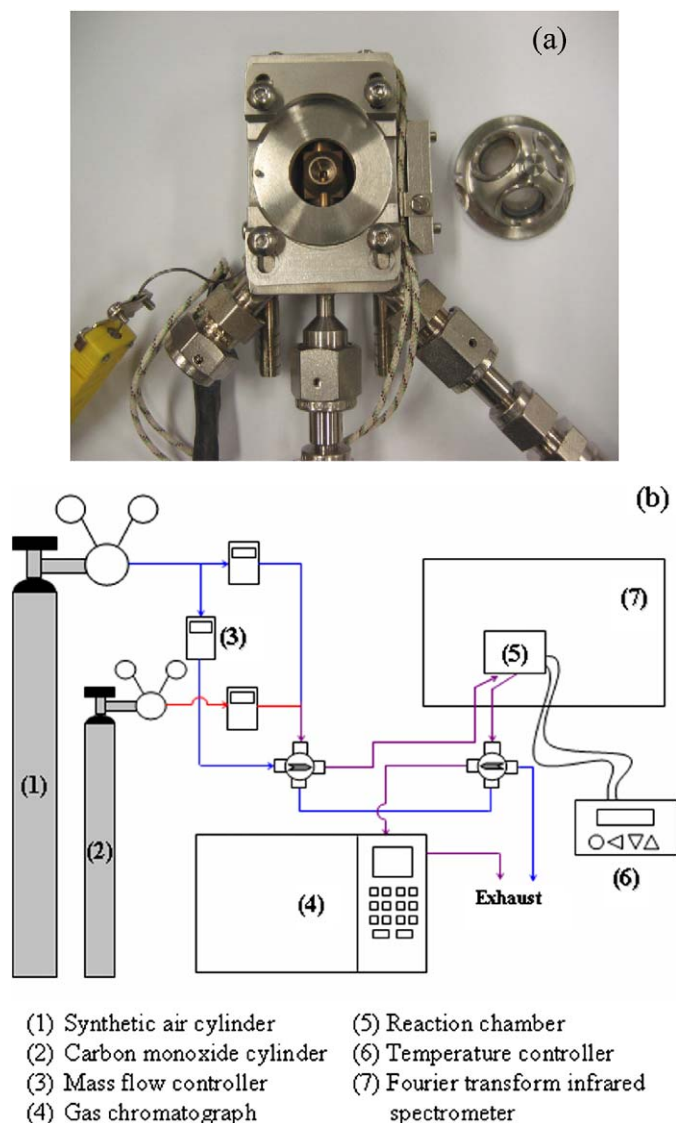 (a)
(b)
(7)
(3)
(5)
(1)
(2)
(4)
(6)
Exhaust
(1) Synthetic air cylinder
(2) Carbon monoxide cylinder
(3) Mass flow controller
(4) Gas chromatograph
(5) Reaction chamber
(6) Temperature controller
(7) Fourier transform infrared
spectrometer